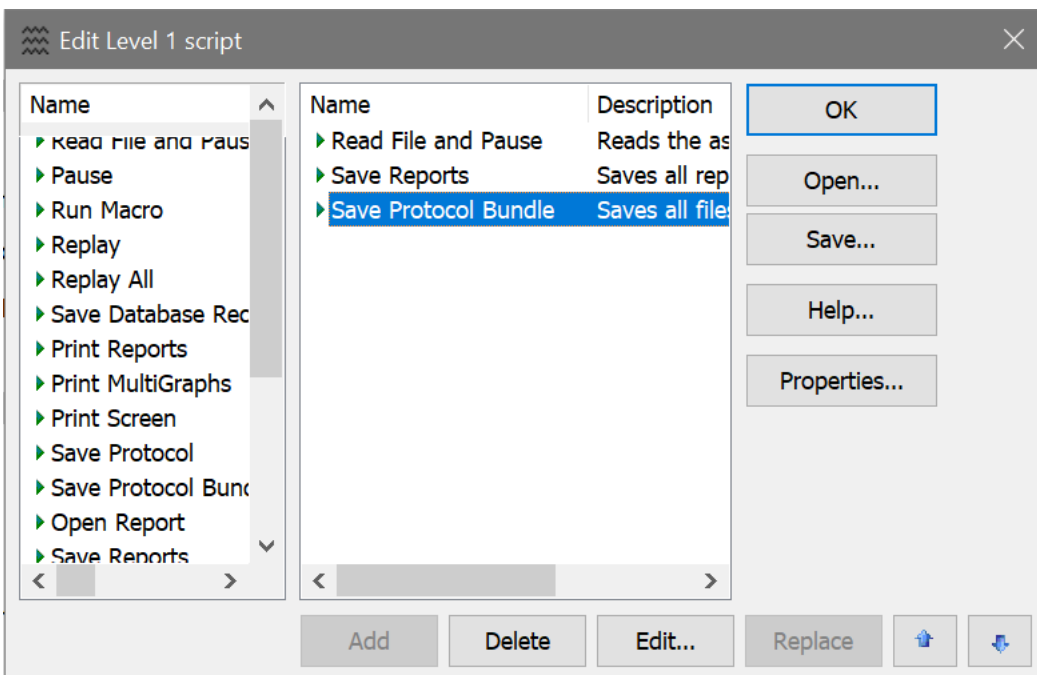 Edit Level 1 script
Name
Read File and Paus
Pause
Run Macro
Replay
Replay All
Save Database Rec
Print Reports
Print MultiGraphs
Print Screen
Save Protocol
Save Protocol Bund
Open Report
Save Reports
Name Description
Read File and Pause Reads the as
Save Reports Saves all rep
Save Protocol Bundle Saves all files
OK
Open...
Save...
Help...
Properties...
Add Delete Edit... Replace